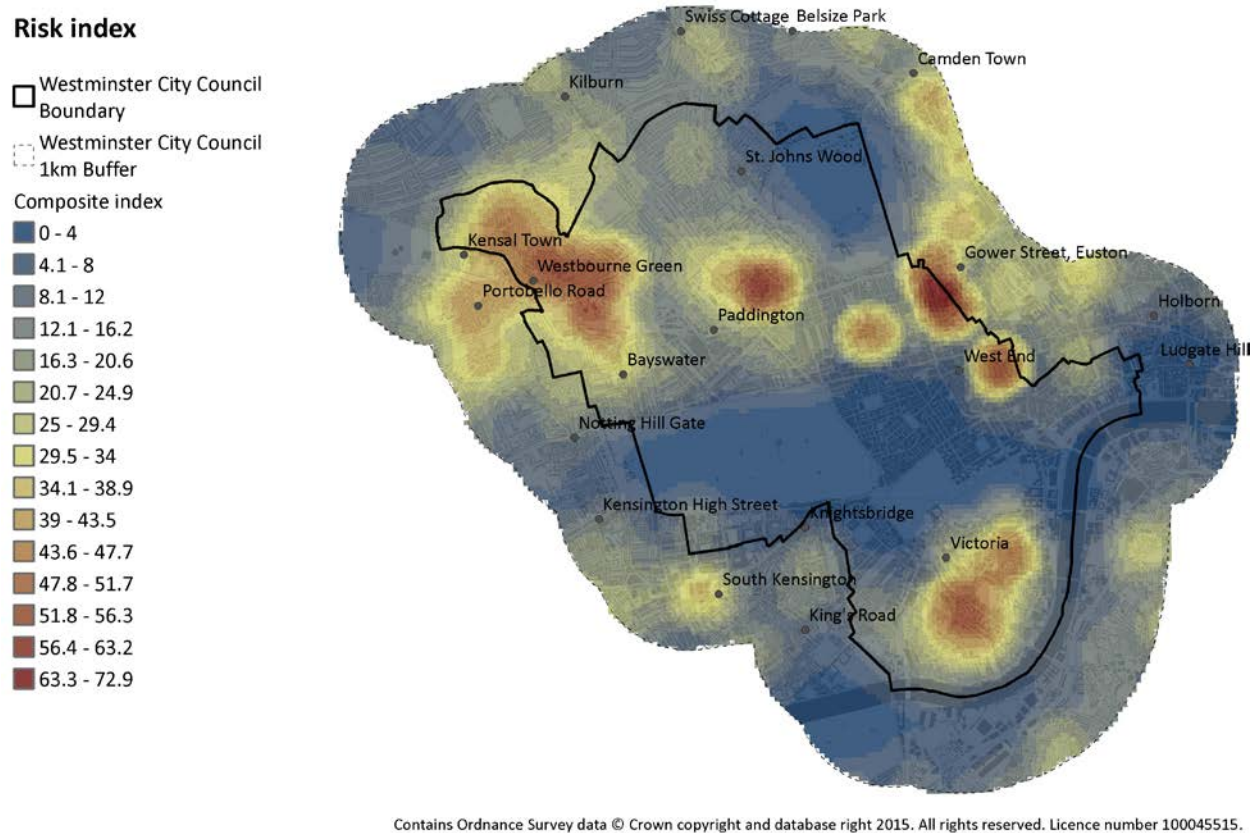 Risk index
Westminster City Council
Boundary
Westminster City Council
1km Buffer
Composite index
0 - 4
4.1 - 8
8.1 - 12
12.1 - 16.2
16.3 - 20.6
20.7 - 24.9
25 - 29.4
29.5 - 34
34.1 - 38.9
39 - 43.5
43.6 - 47.7
47.8 - 51.7
51.8 - 56.3
56.4 - 63.2
63.3 - 72.9
Swiss Cottage
Belsize Park
Camden Town
Kilburn
St. Johns Wood
Kensal Town
Gower Street, Euston
Westbourne Green
Portobello Road
Holborn
Paddington
Ludgate Hill
West End
Bayswater
Notting Hill Gate
Kensington High Street
Knightsbridge
Victoria
South Kensington
King's Road
Contains Ordnance Survey data © Crown copyright and database right 2015. All rights reserved. Licence number 100045515.